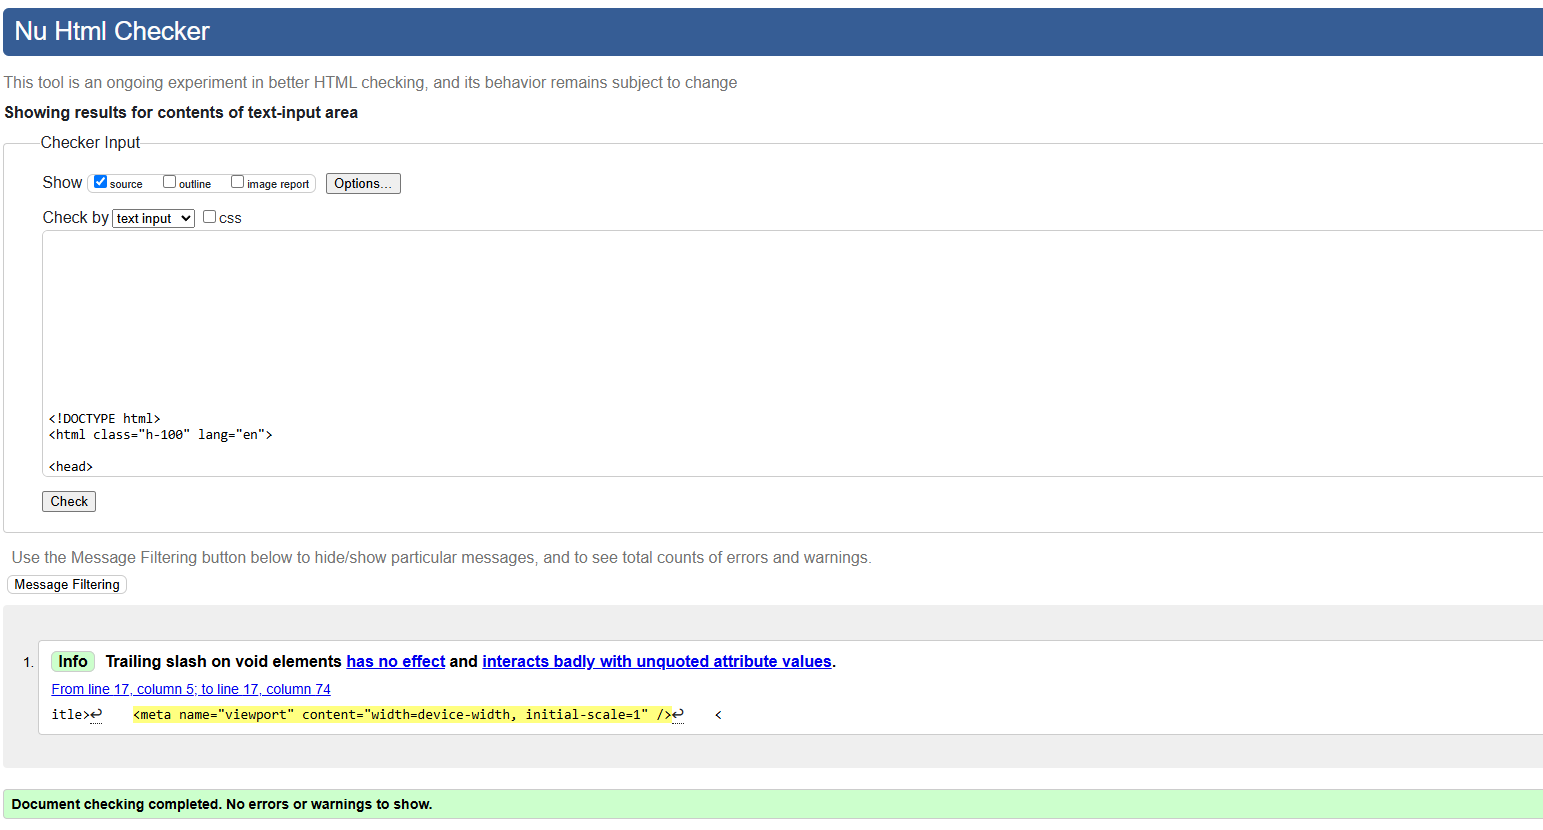 Nu Html Checker
This tool is an ongoing experiment in better HTML checking, and its behavior remains subject to change
Showing results for contents of text-input area
Checker Input
Show source outline image report Options...
Check by text input css
<!DOCTYPE html>
<html class="h-100" lang="en">
<head>
Check
Use the Message Filtering button below to hide/show particular messages, and to see total counts of errors and warnings.
Message Filtering
1. Info Trailing slash on void elements has no effect and interacts badly with unquoted attribute values.
From line 17, column 5; to line 17, column 74
itle>↩    <meta name="viewport" content="width=device-width, initial-scale=1" />↩    <
Document checking completed. No errors or warnings to show.